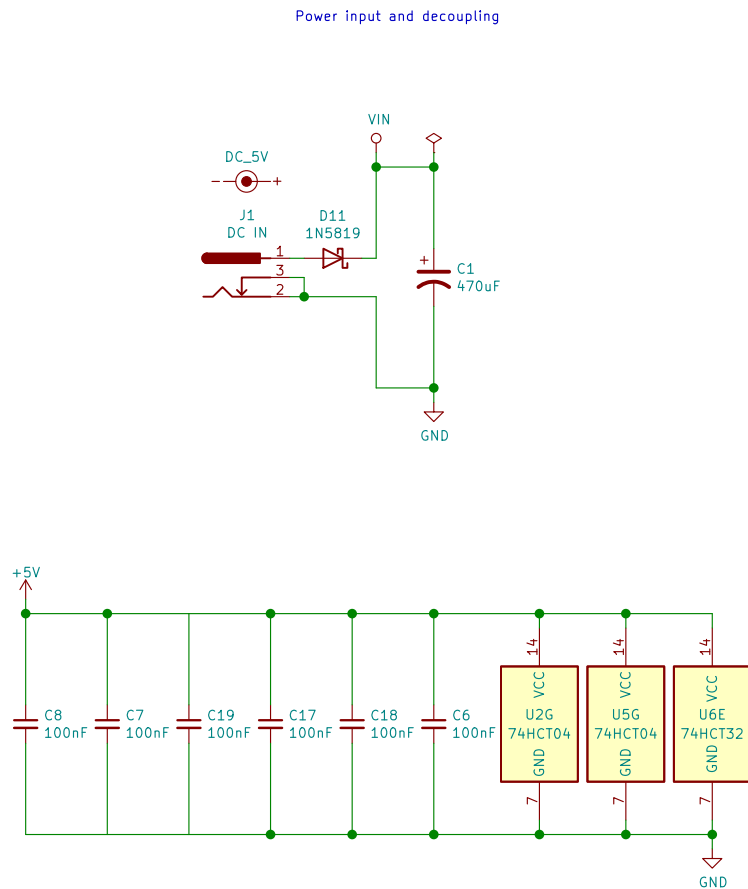 Power input and decoupling
VIN
DC_5V
- +
J1
DC IN
D11
1N5819
1
3
2
+
C1
470uF
GND
+5V
14
14
14
VCC
VCC
VCC
C8
100nF
C7
100nF
C19
100nF
C17
100nF
C18
100nF
C6
100nF
U2G
74HCT04
U5G
74HCT04
U6E
74HCT32
GND
GND
GND
7
7
7
GND